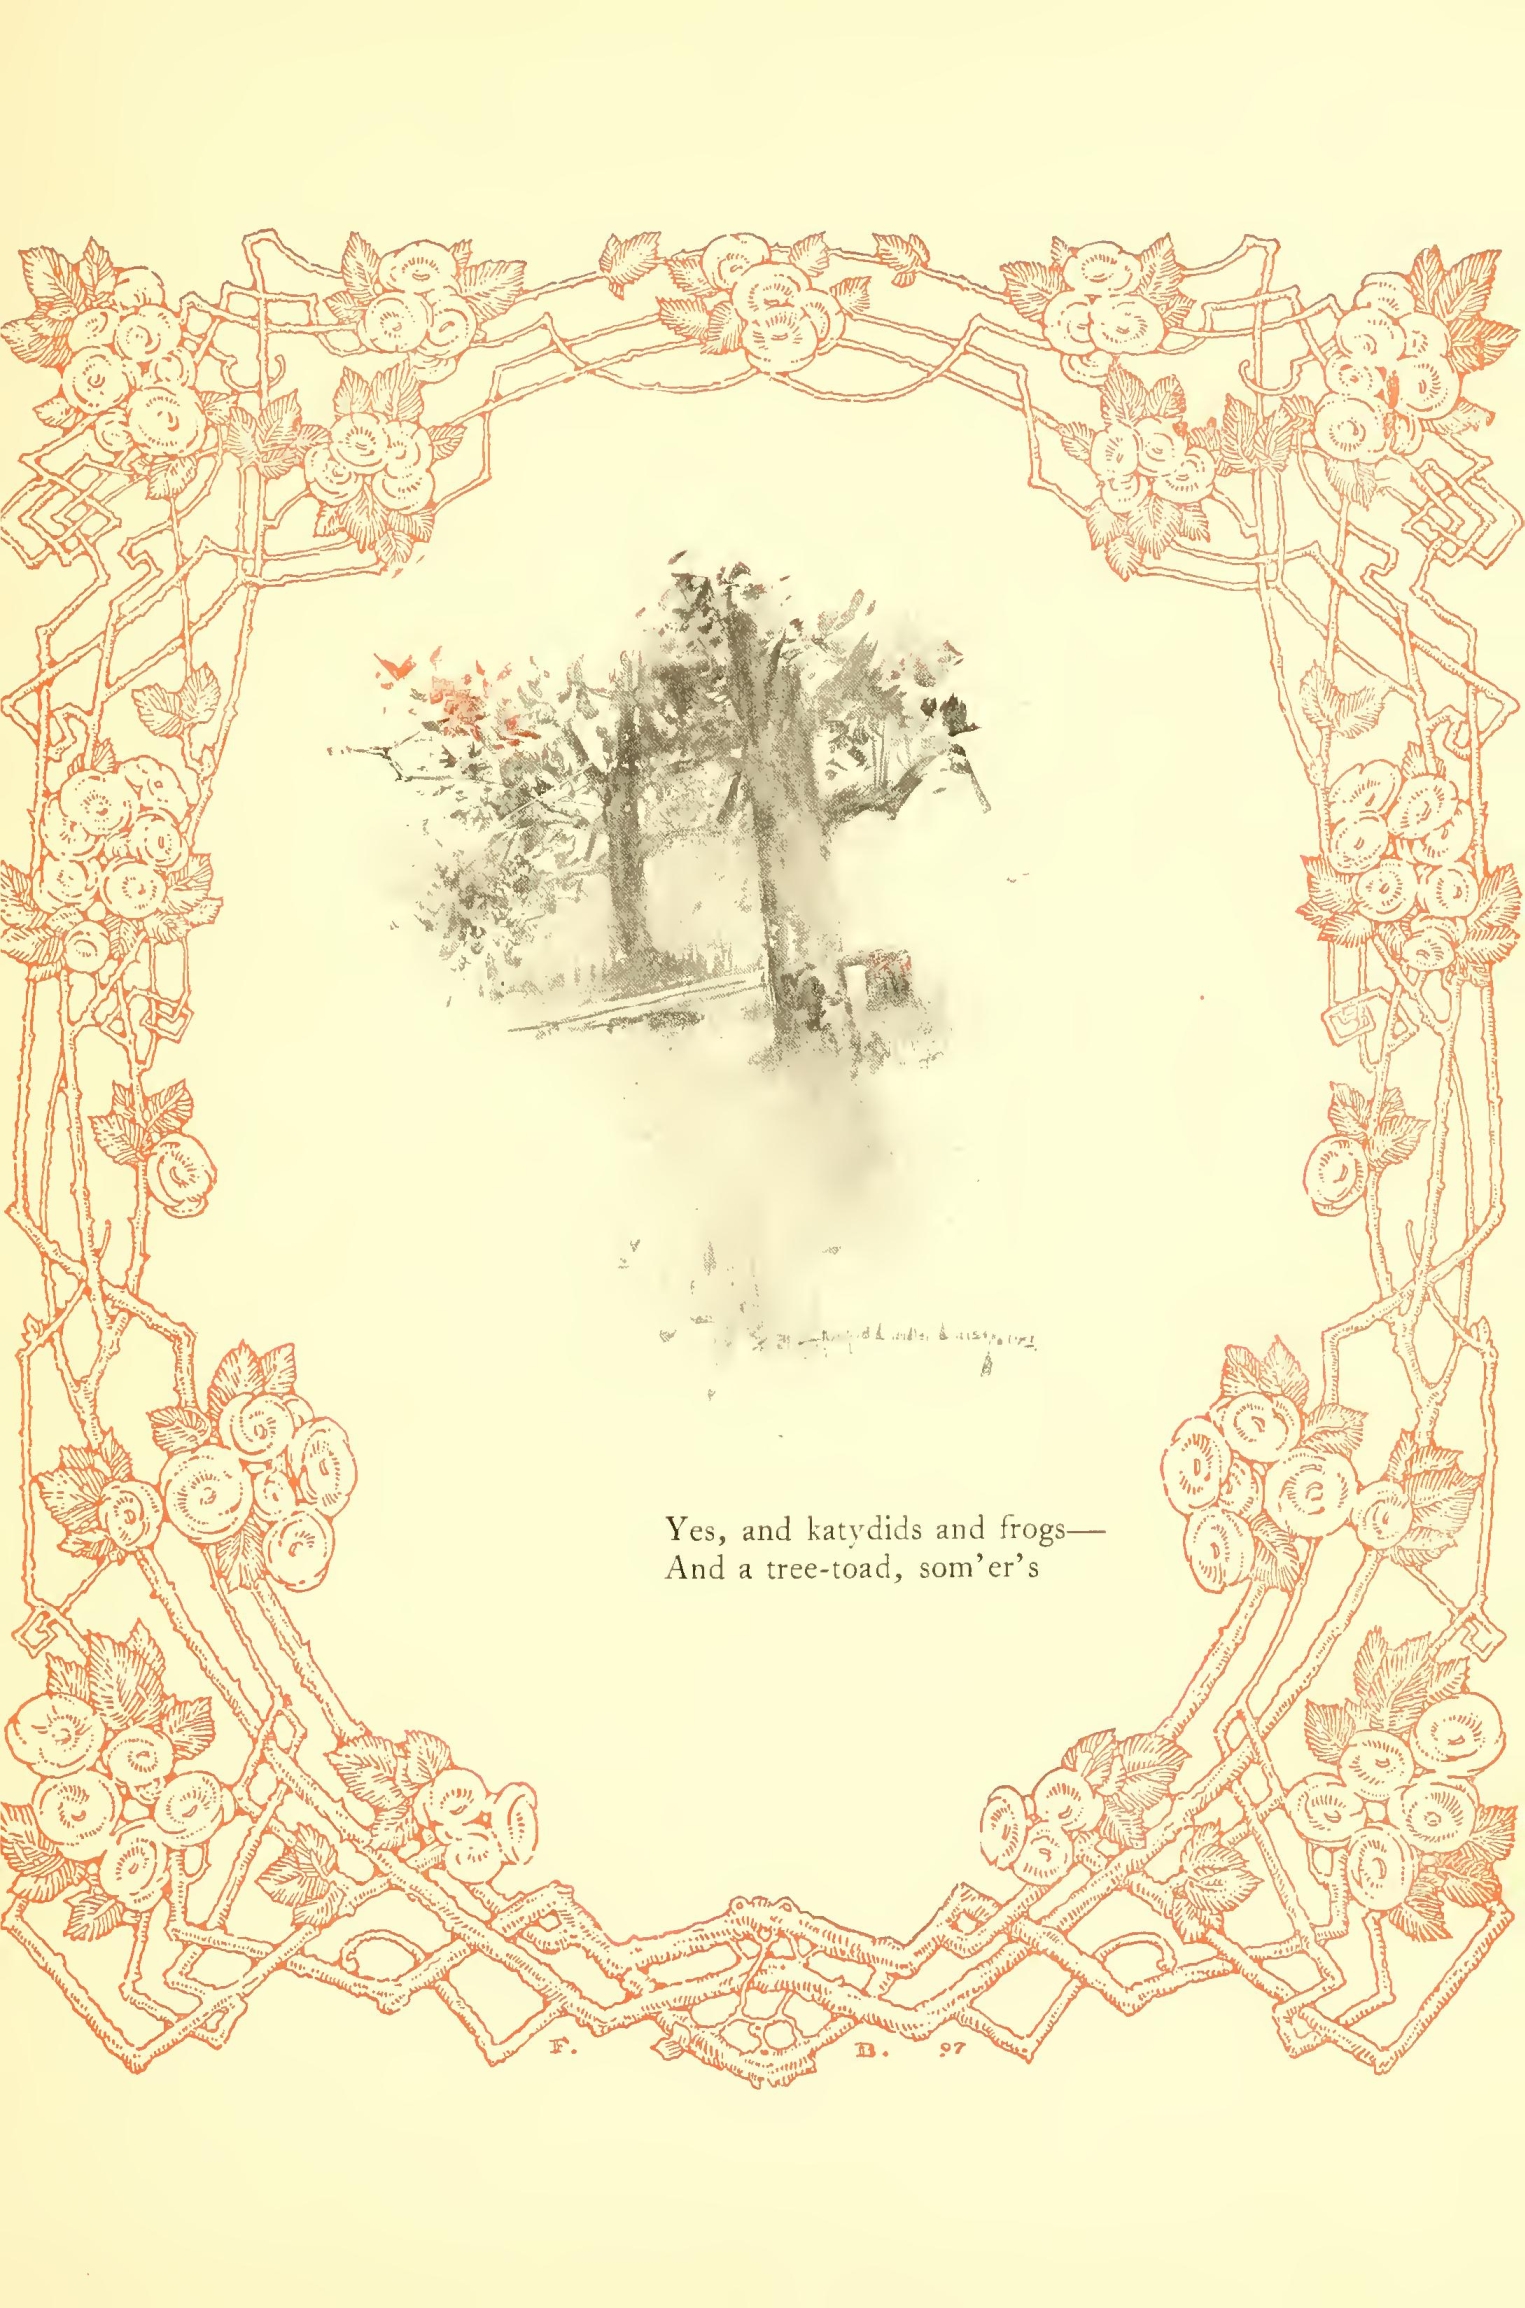 Yes, and katydids and frogs—
And a tree-toad, som'er's
F. B. 97